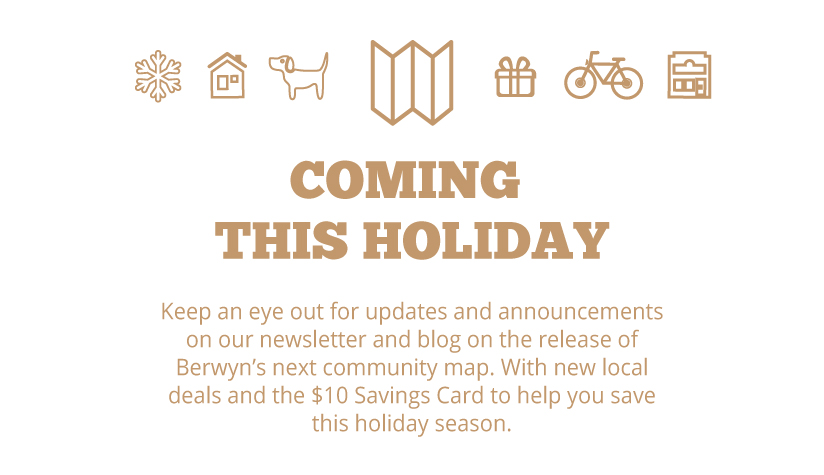 COMING
THIS HOLIDAY
Keep an eye out for updates and announcements
on our newsletter and blog on the release of
Berwyn’s next community map. With new local
deals and the $10 Savings Card to help you save
this holiday season.